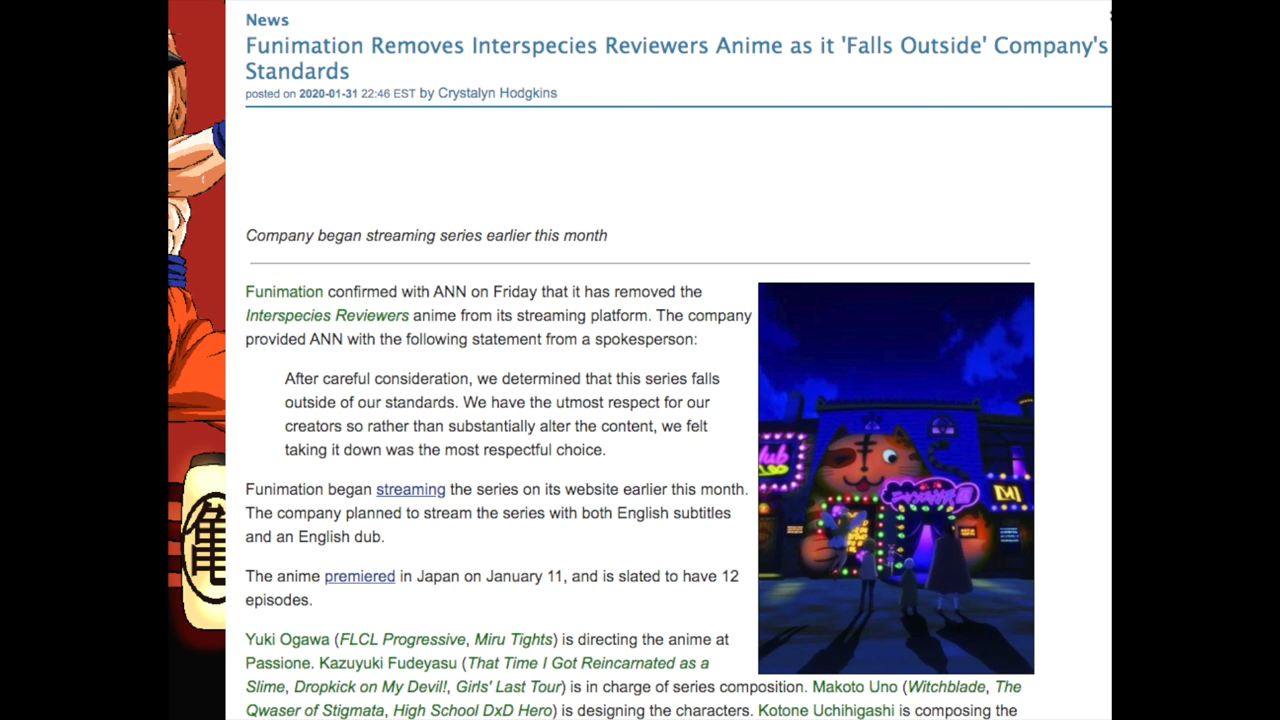 News
Funimation Removes Interspecies Reviewers Anime as it 'Falls Outside' Company's
Standards
posted on 2020-01-31 22:46 EST by Crystalyn Hodgkins
Company began streaming series earlier this month
Funimation confirmed with ANN on Friday that it has removed the
Interspecies Reviewers anime from its streaming platform. The company
provided ANN with the following statement from a spokesperson:
After careful consideration, we determined that this series falls
outside of our standards. We have the utmost respect for our
creators so rather than substantially alter the content, we felt
taking it down was the most respectful choice.
Funimation began streaming the series on its website earlier this month.
The company planned to stream the series with both English subtitles
and an English dub.
The anime premiered in Japan on January 11, and is slated to have 12
episodes.
Yuki Ogawa (FLCL Progressive, Miru Tights) is directing the anime at
Passione. Kazuyuki Fudeyasu (That Time I Got Reincarnated as a
Slime, Dropkick on My Devil!, Girls' Last Tour) is in charge of series composition. Makoto Uno (Witchblade, The
Qwaser of Stigmata, High School DxD Hero) is designing the characters. Kotone Uchihigashi is composing the
亀